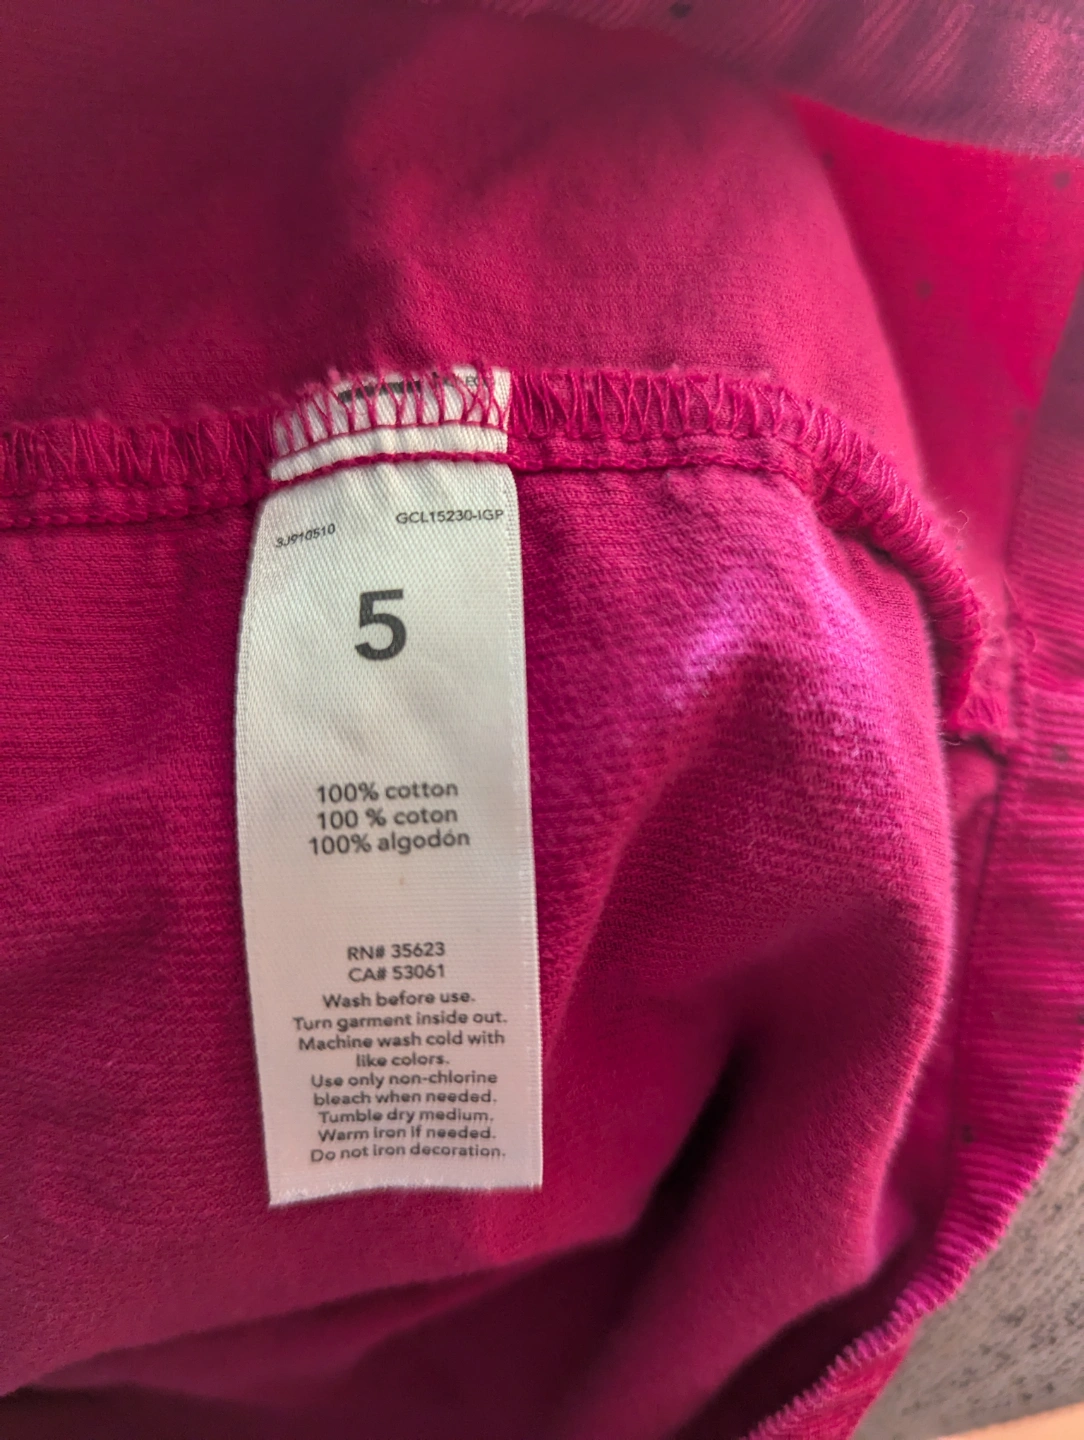 3J910510
GCL15230-IGP
5
100% cotton
100 % coton
100% algodón
RN# 35623
CA# 53061
Wash before use.
Turn garment inside out.
Machine wash cold with
like colors.
Use only non-chlorine
bleach when needed.
Tumble dry medium.
Warm iron if needed.
Do not iron decoration.